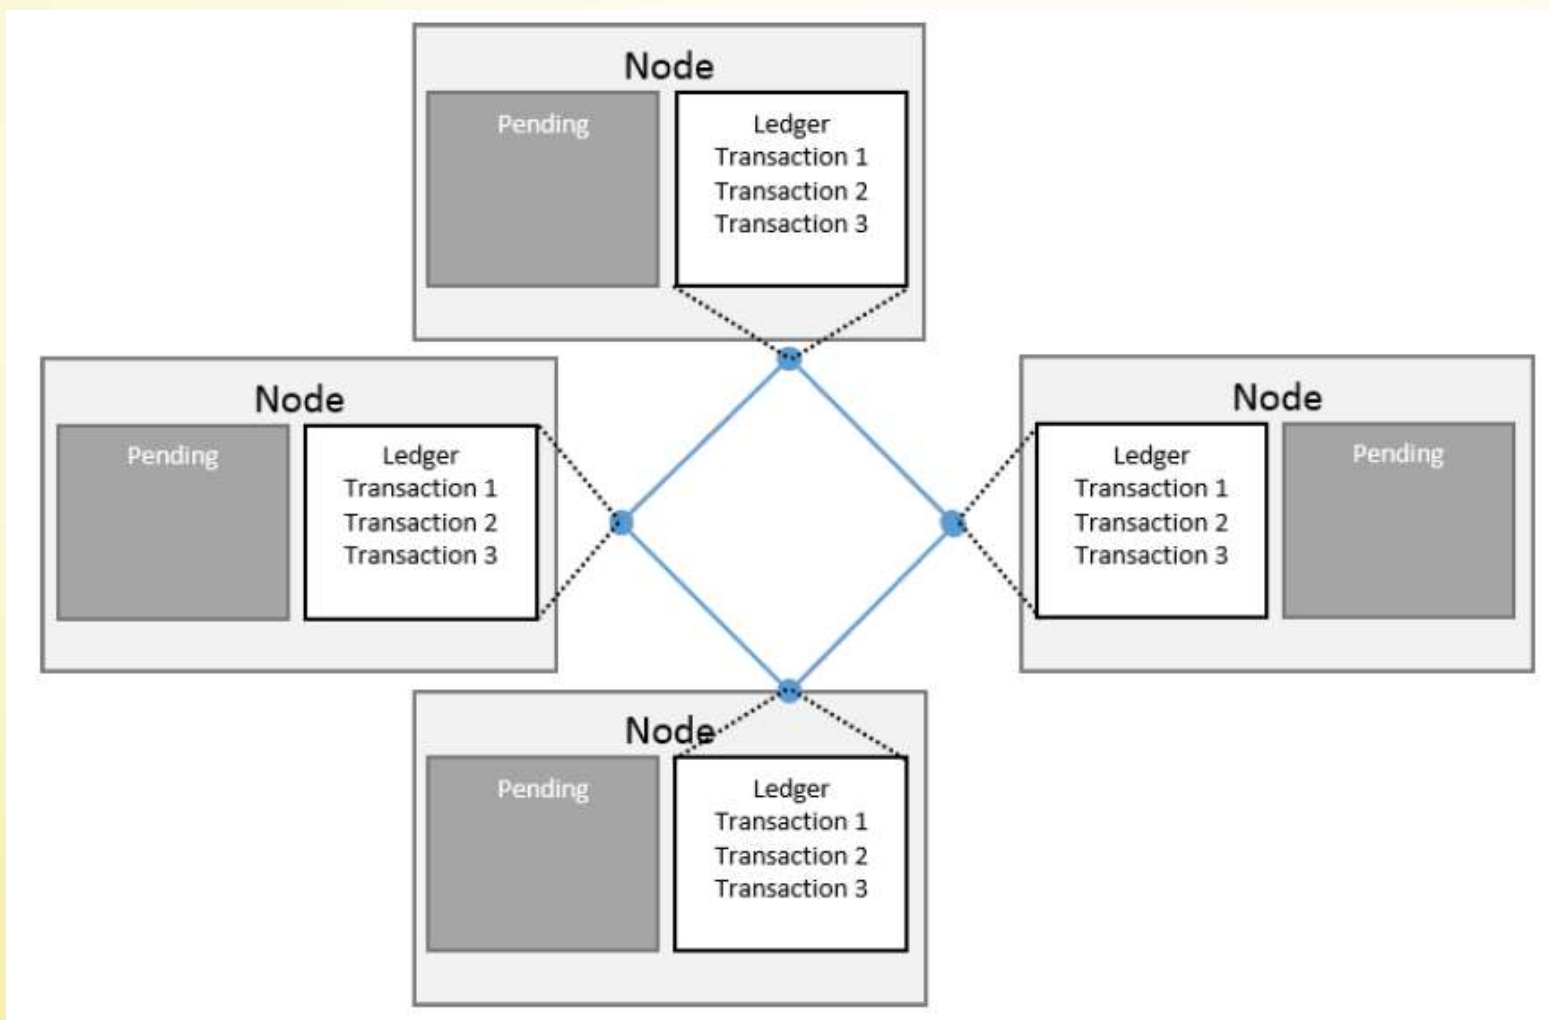 Node
Pending
Ledger
Transaction 1
Transaction 2
Transaction 3
Node
Pending
Ledger
Transaction 1
Transaction 2
Transaction 3
Node
Ledger
Transaction 1
Transaction 2
Transaction 3
Pending
Node
Pending
Ledger
Transaction 1
Transaction 2
Transaction 3